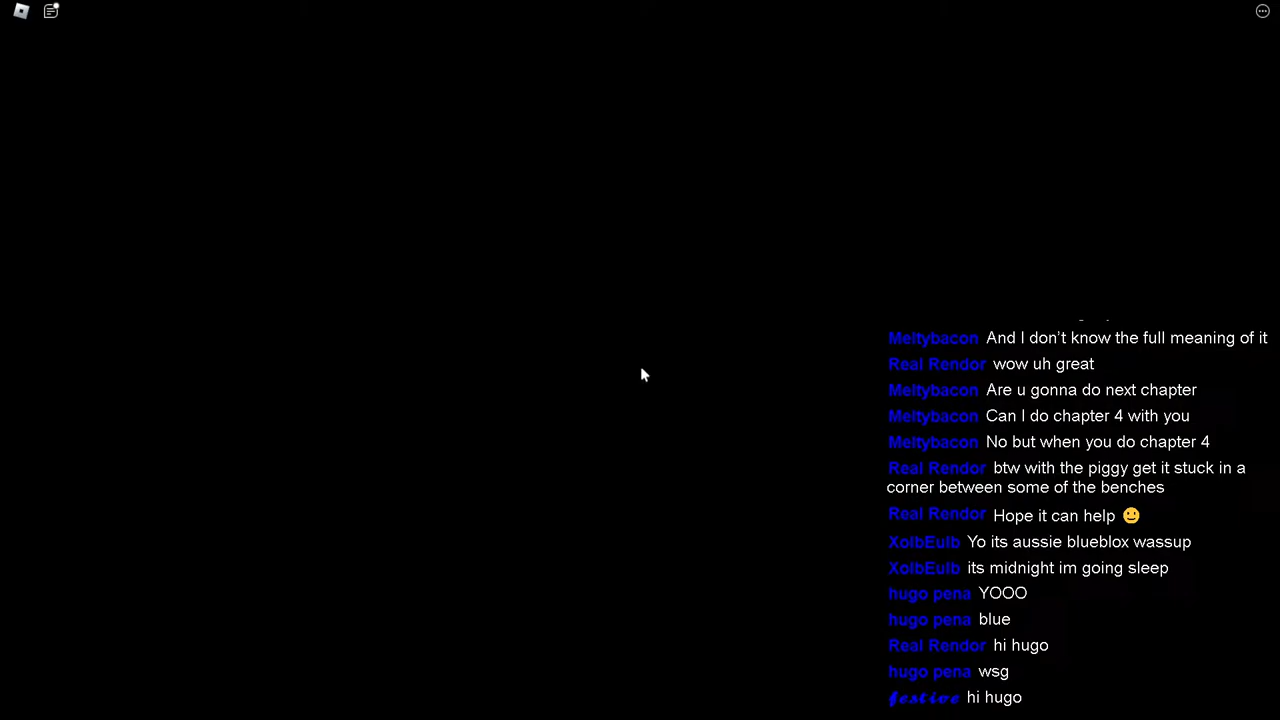 Meltybacon And I don’t know the full meaning of it
Real Rendor wow uh great
Meltybacon Are u gonna do next chapter
Meltybacon Can I do chapter 4 with you
Meltybacon No but when you do chapter 4
Real Rendor btw with the piggy get it stuck in a
corner between some of the benches
Real Rendor Hope it can help 🙂
XolbEulb Yo its aussie blueblox wassup
XolbEulb its midnight im going sleep
hugo pena YOOO
hugo pena blue
Real Rendor hi hugo
hugo pena wsg
𝓯𝓮𝓼𝓽𝓲𝓿𝓮 hi hugo